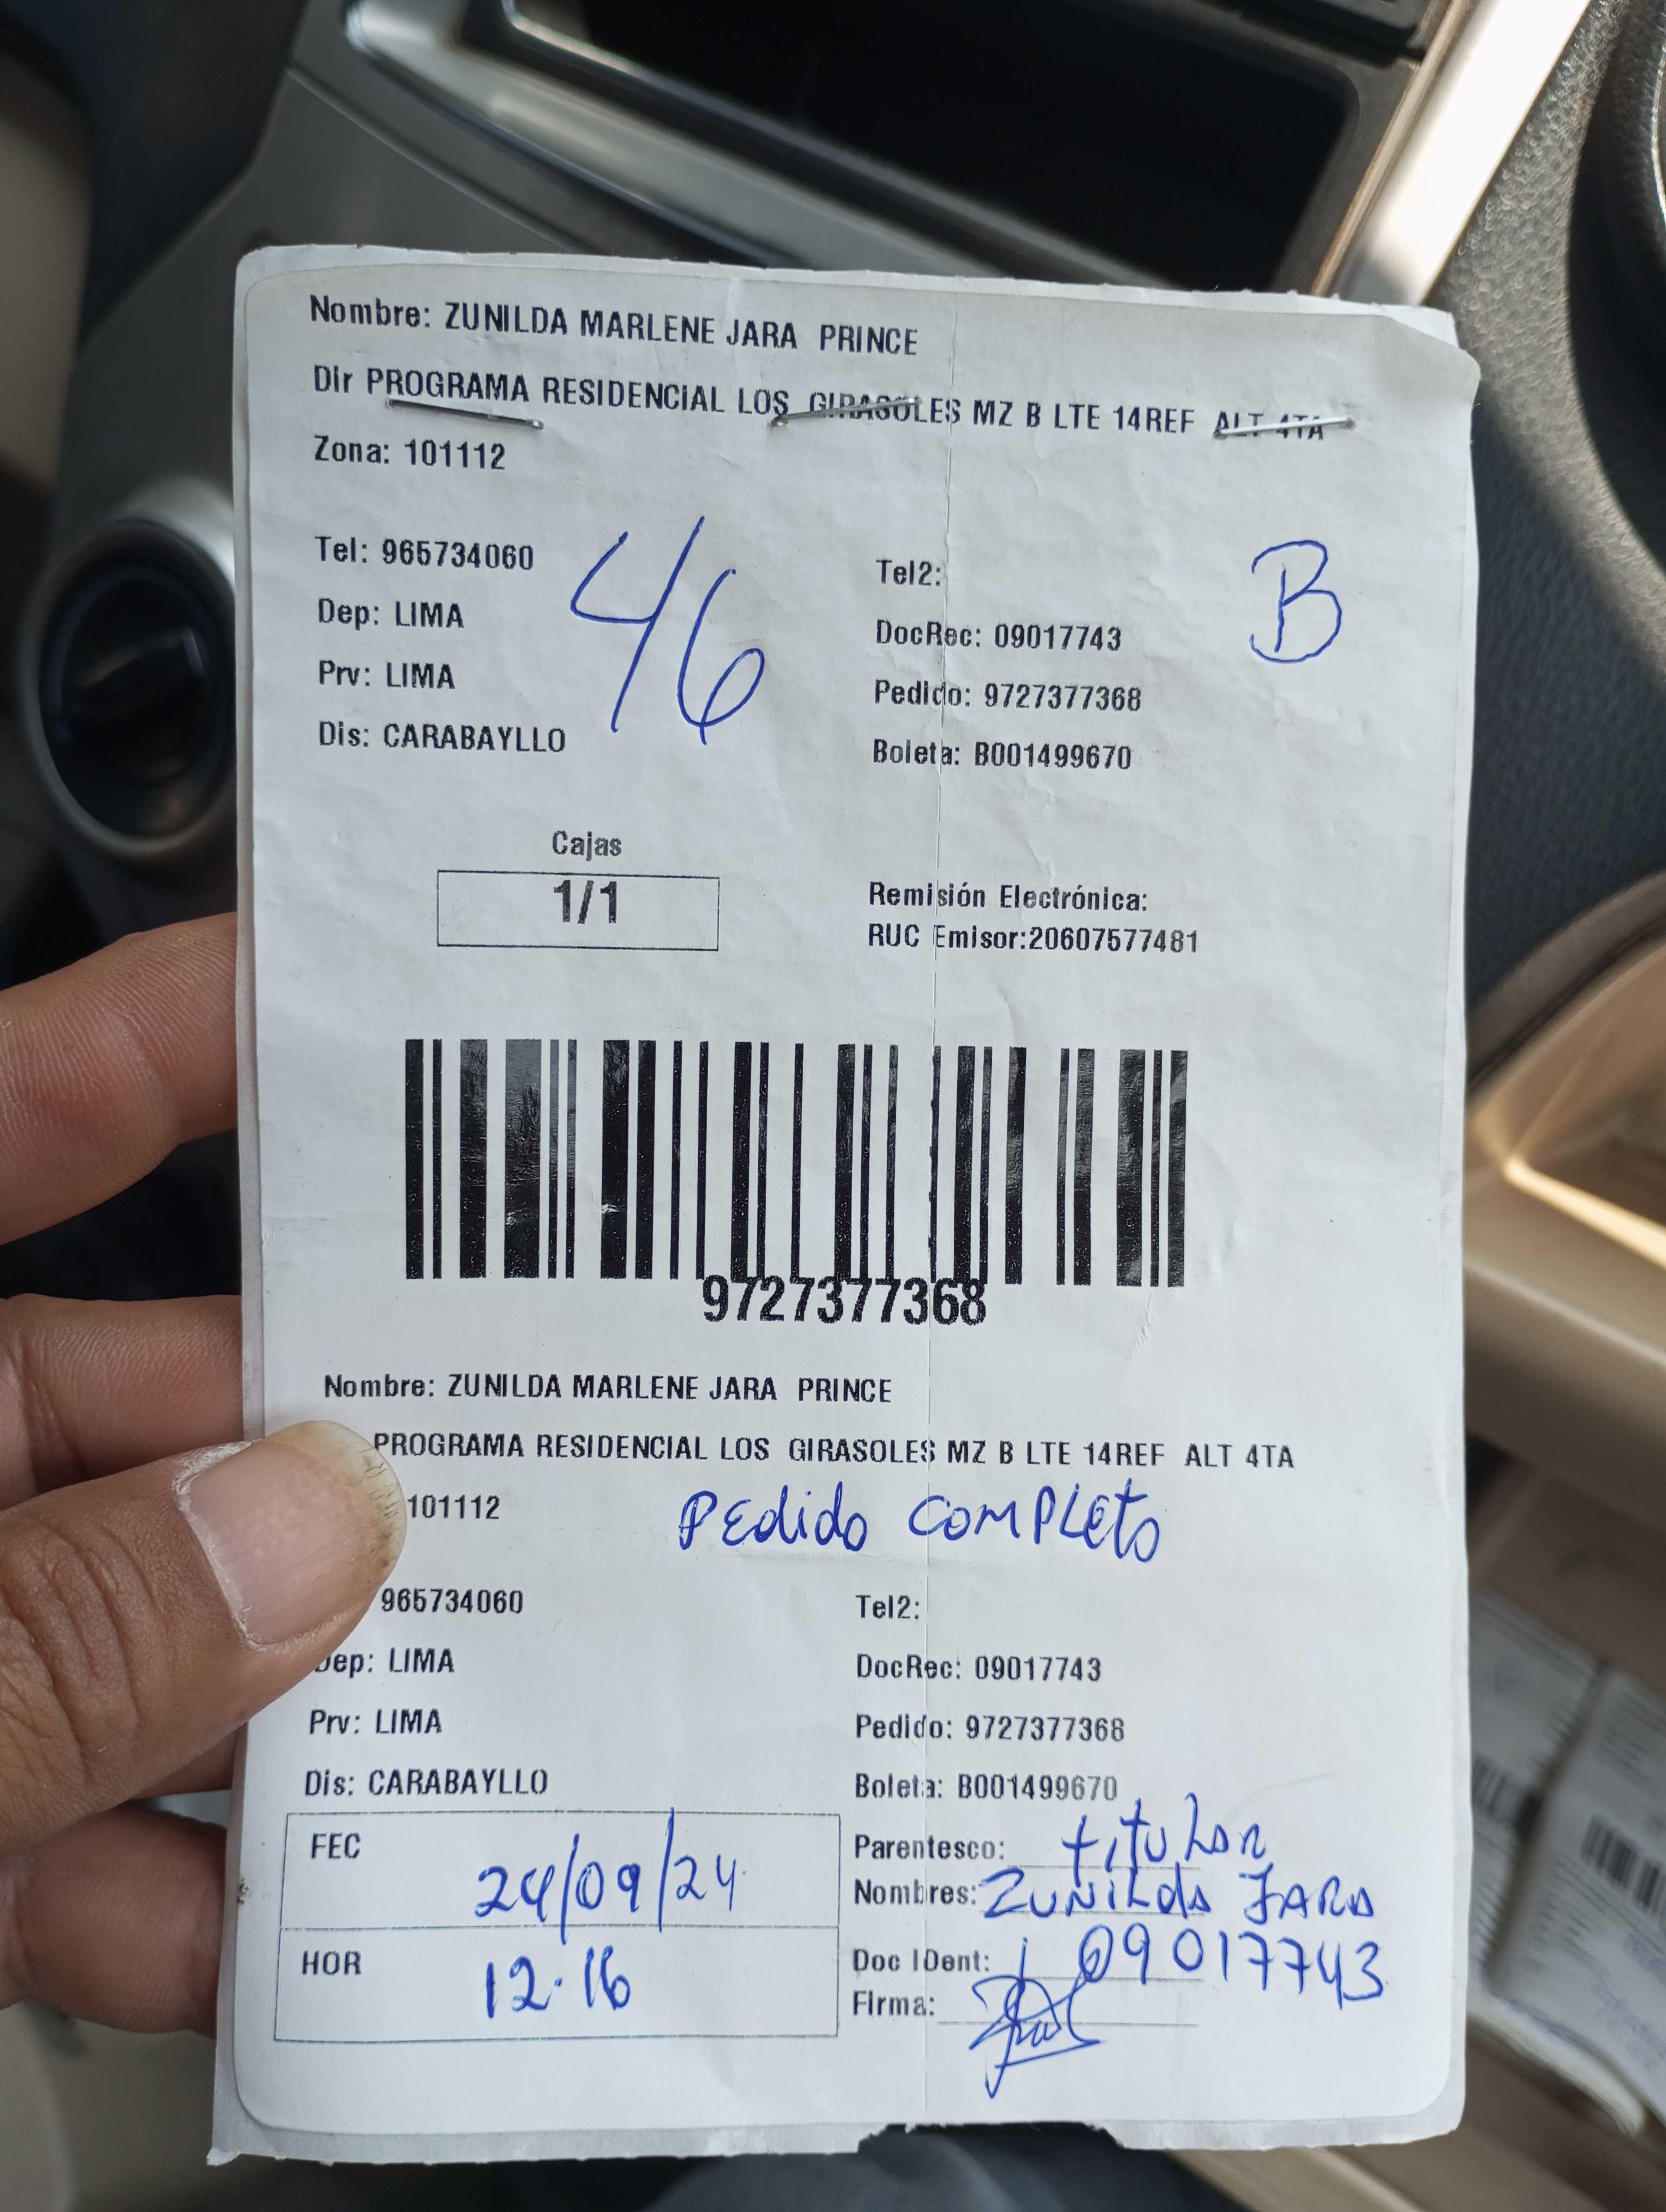 Nombre: ZUNILDA MARLENE JARA PRINCE
Dir PROGRAMA RESIDENCIAL LOS GIRASOLES MZ B LTE 14REF ALT 4TA
Zona: 101112
46
B
Tel: 965734060
Tel2:
Dep: LIMA
DocRec: 09017743
Prv: LIMA
Pedido: 9727377368
Dis: CARABAYLLO
Boleta: B001499670
Cajas
1/1
Remisión Electrónica:
RUC Emisor:20607577481
9727377368
Nombre: ZUNILDA MARLENE JARA PRINCE
PROGRAMA RESIDENCIAL LOS GIRASOLES MZ B LTE 14REF ALT 4TA
101112
Pedido completo
965734060
Tel2:
Dep: LIMA
DocRec: 09017743
Prv: LIMA
Pedido: 9727377368
Dis: CARABAYLLO
Boleta: B001499670
FEC 24/09/24
HOR 12.16
Parentesco: titular
Nombres: Zunilda JARA
Doc IDent: 09017743
Firma: